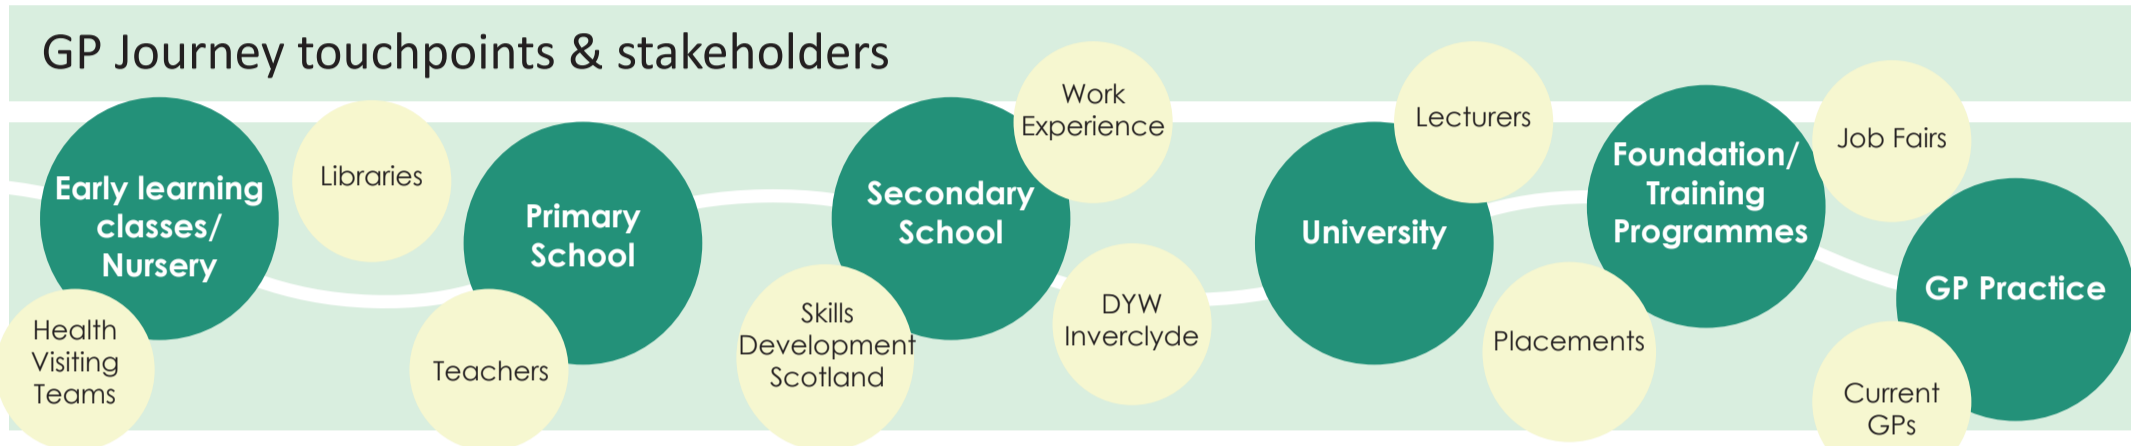 GP Journey touchpoints & stakeholders
Early learning
classes/
Nursery
Health
Visiting
Teams
Libraries
Primary
School
Teachers
Secondary
School
Work
Experience
Skills
Development
Scotland
DYW
Inverclyde
University
Lecturers
Foundation/
Training
Programmes
Placements
Job Fairs
GP Practice
Current
GPs